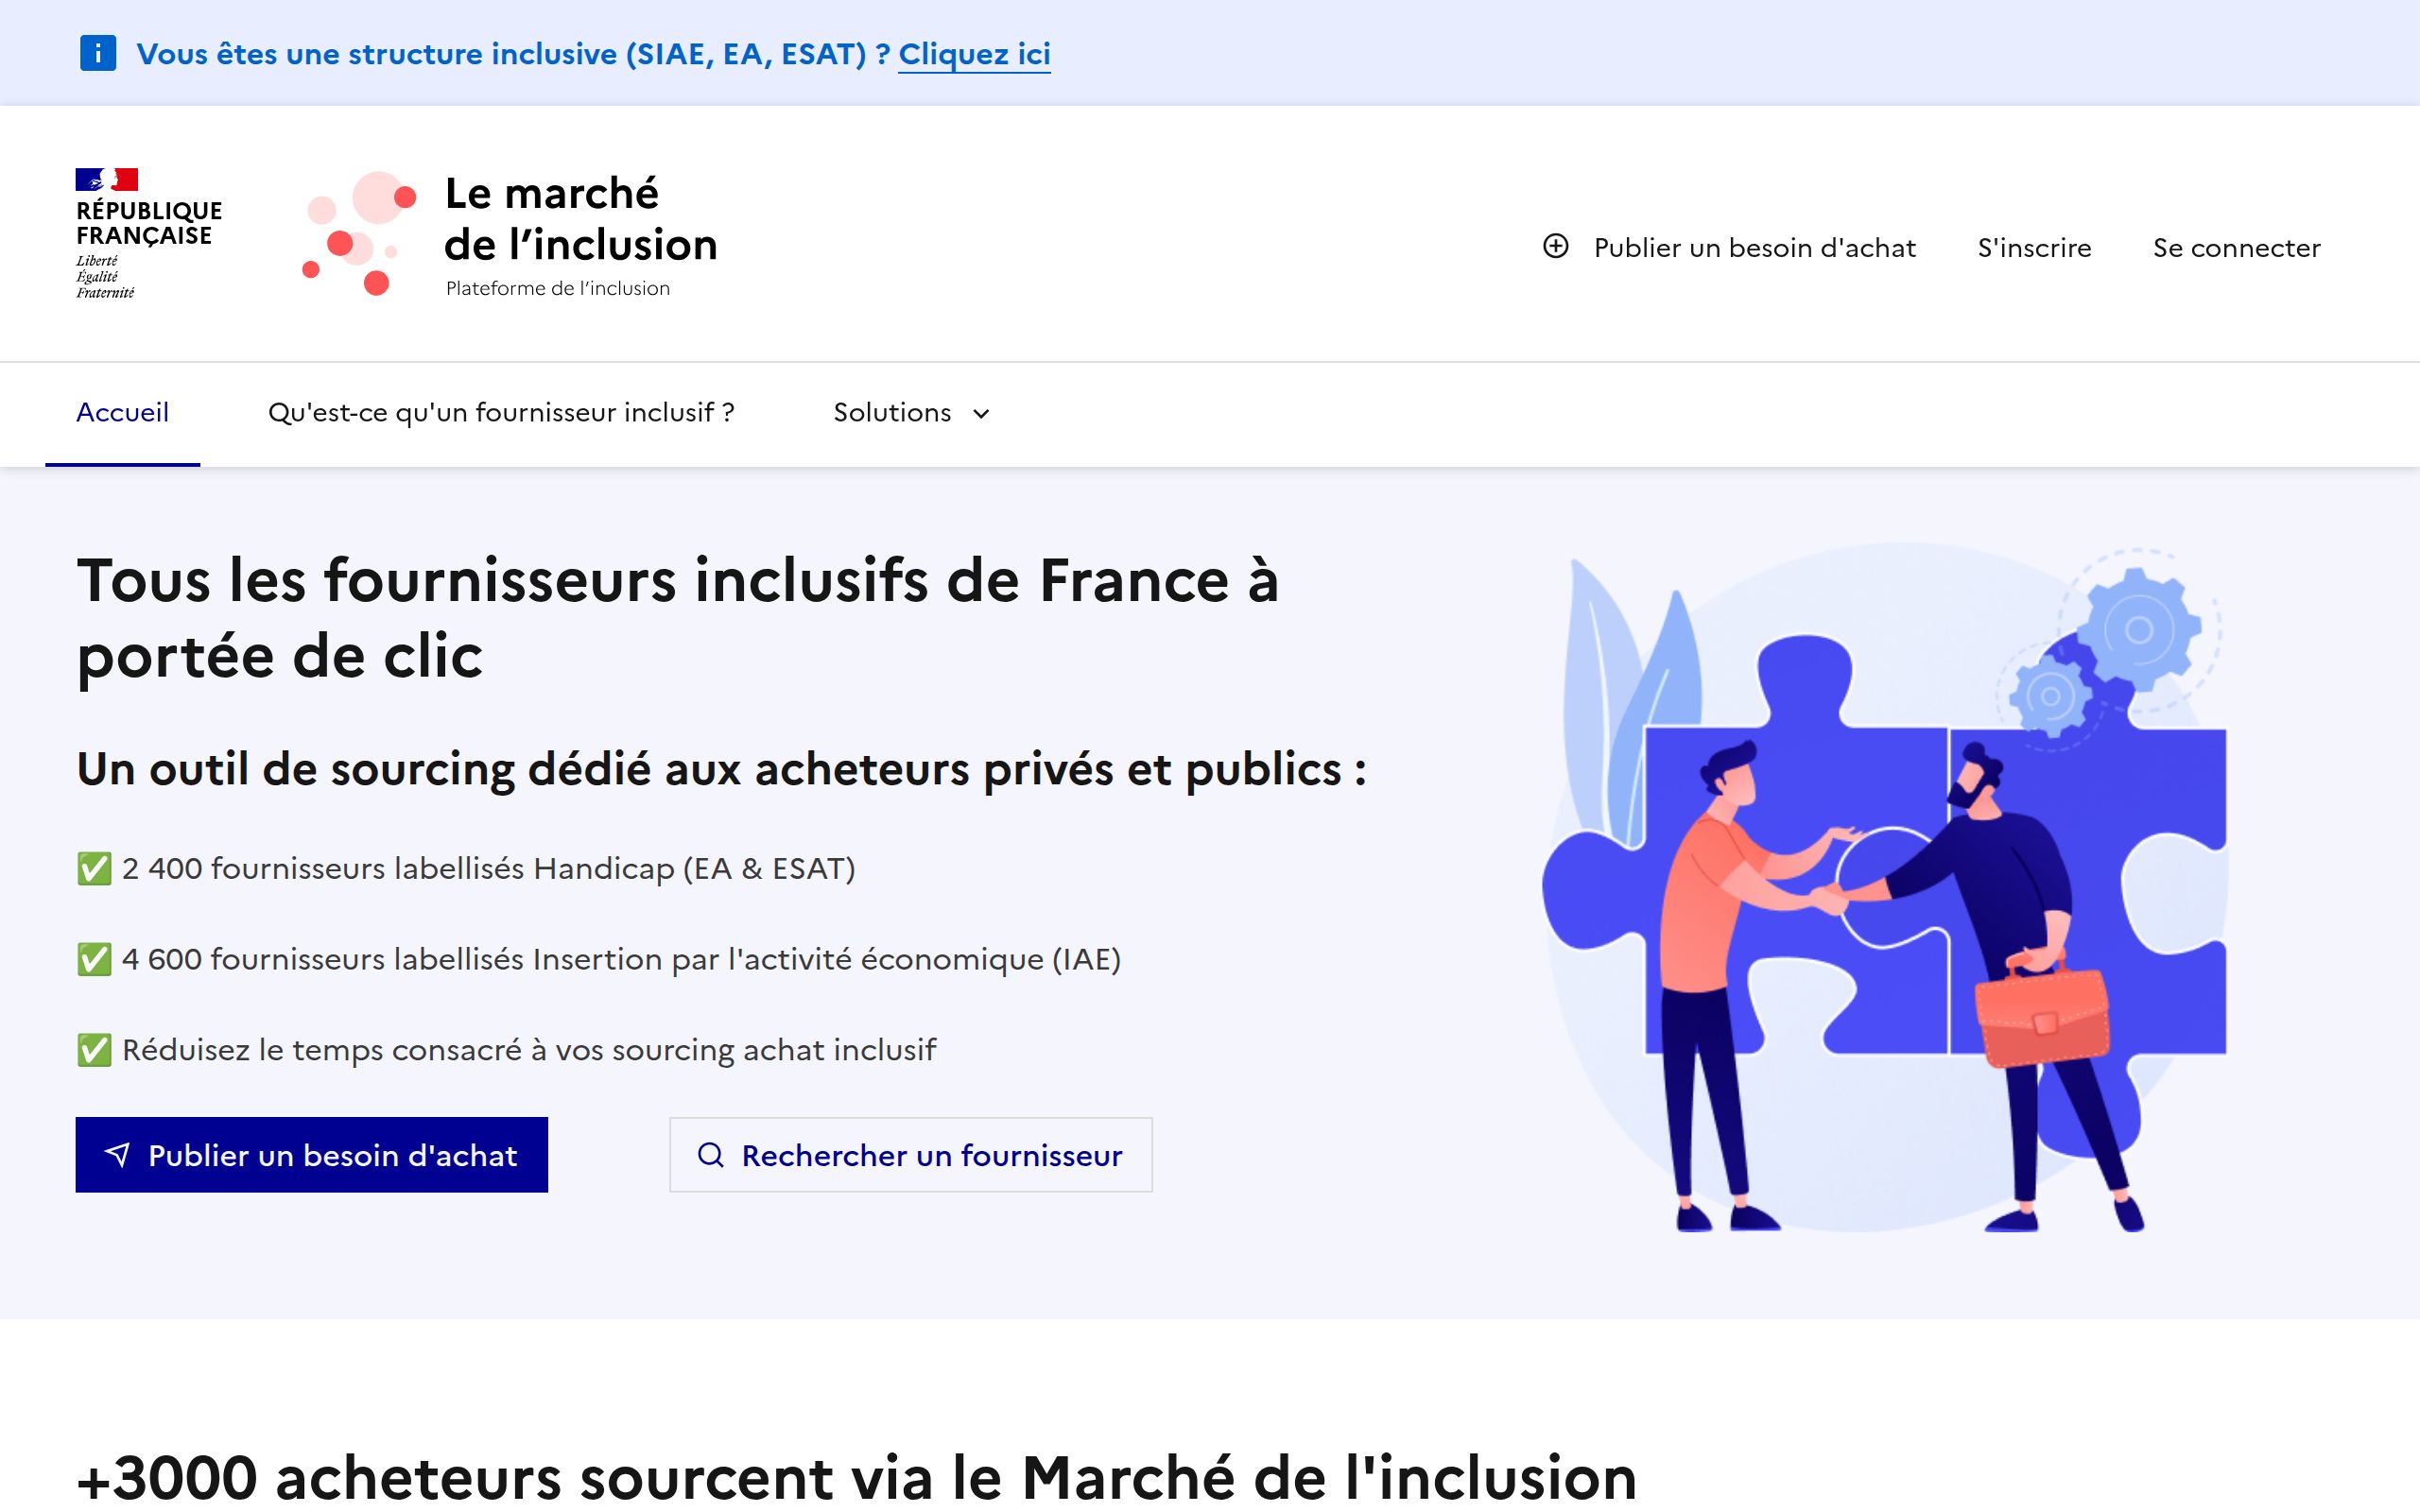 Vous êtes une structure inclusive (SIAE, EA, ESAT) ? Cliquez ici
RÉPUBLIQUE
FRANÇAISE
Liberté
Égalité
Fraternité
Le marché
de l’inclusion
Plateforme de l’inclusion
Publier un besoin d'achat
S'inscrire
Se connecter
Accueil
Qu'est-ce qu'un fournisseur inclusif ?
Solutions
Tous les fournisseurs inclusifs de France à
portée de clic
Un outil de sourcing dédié aux acheteurs privés et publics :
✅ 2 400 fournisseurs labellisés Handicap (EA & ESAT)
✅ 4 600 fournisseurs labellisés Insertion par l'activité économique (IAE)
✅ Réduisez le temps consacré à vos sourcing achat inclusif
Publier un besoin d'achat
Rechercher un fournisseur
+3000 acheteurs sourcent via le Marché de l'inclusion